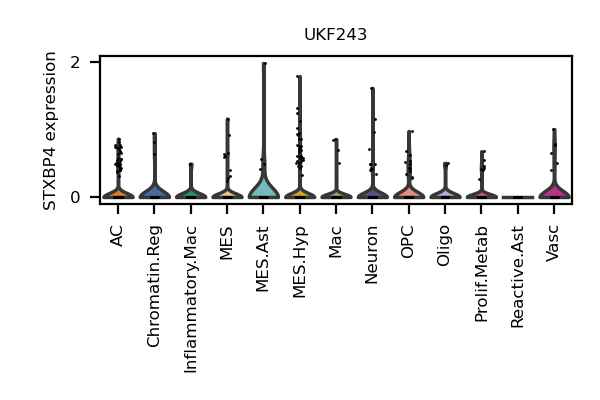 UKF243
STXBP4 expression
2
0
AC
Chromatin.Reg
Inflammatory.Mac
MES
MES.Ast
MES.Hyp
Mac
Neuron
OPC
Oligo
Prolif.Metab
Reactive.Ast
Vasc